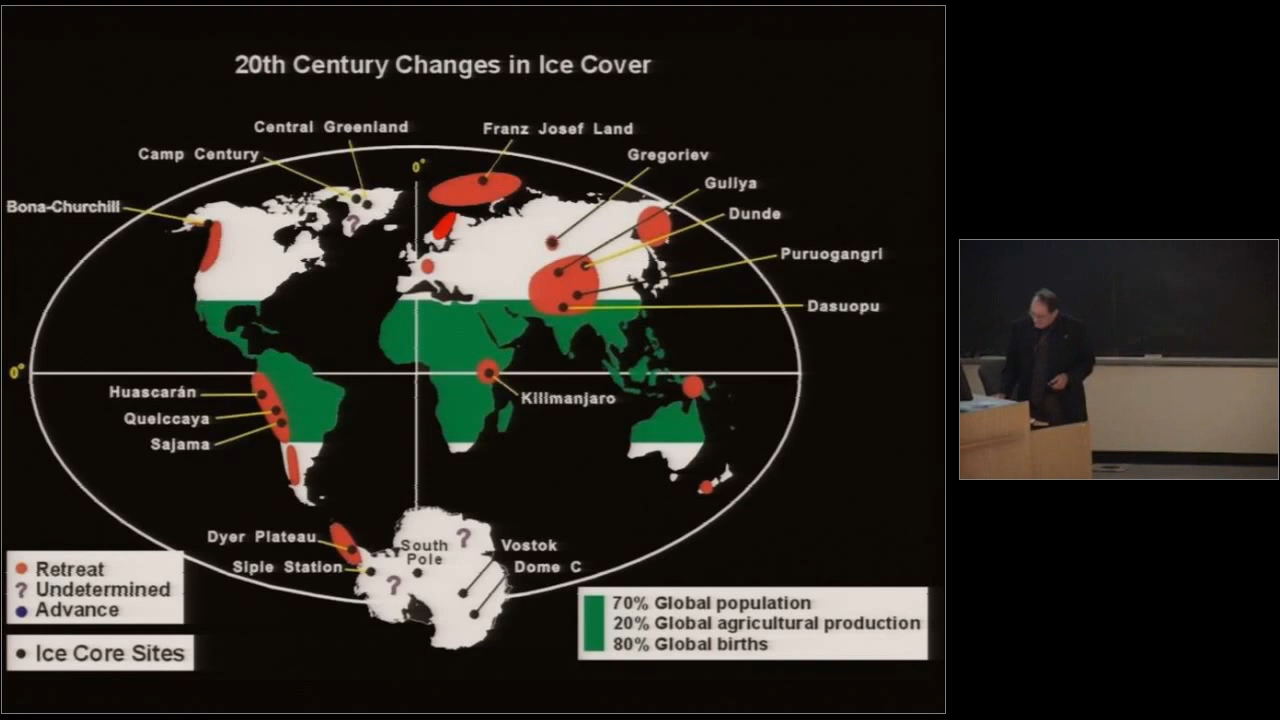 20th Century Changes in Ice Cover
Central Greenland
Franz Josef Land
Camp Century
0°
Gregoriev
Guliya
Bona-Churchill
Dunde
Puruogangri
Dasuopu
0°
Huascarán
Kilimanjaro
Quelccaya
Sajama
?
Dyer Plateau
South
Pole
?
Vostok
Siple Station
?
Dome C
Retreat
? Undetermined
Advance
Ice Core Sites
70% Global population
20% Global agricultural production
80% Global births